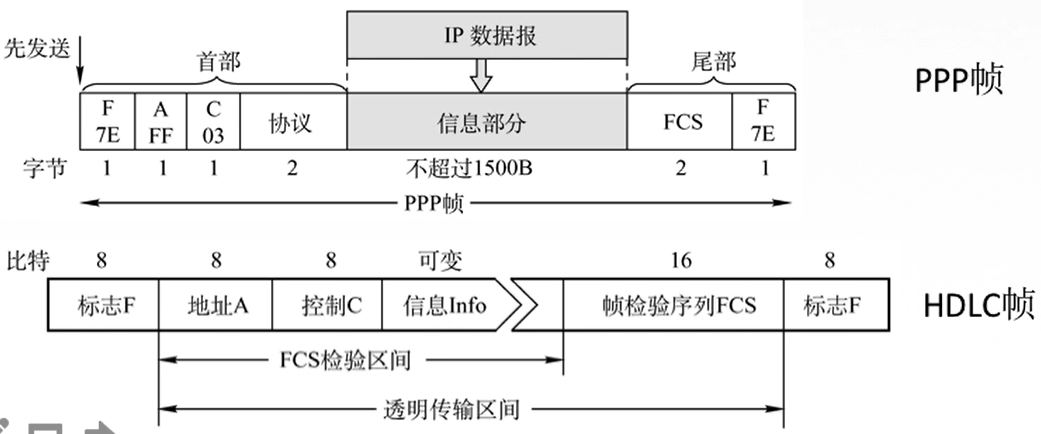 IP 数据报
先发送
首部
尾部
PPP帧
F 7E
A FF
C 03
协议
信息部分
FCS
F 7E
字节 1 1 1 2 不超过1500B 2 1
PPP帧
比特 8 8 8 可变 16 8
标志F 地址A 控制C 信息Info 帧检验序列FCS 标志F
HDLC帧
FCS检验区间
透明传输区间